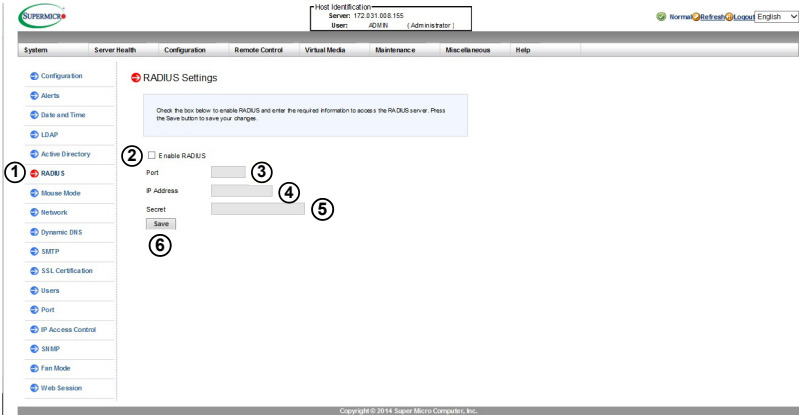 SUPERMICRO
Host Identification
Server: 172.031.008.155
User: ADMIN (Administrator)
Normal Refresh Logout English
System Server Health Configuration Remote Control Virtual Media Maintenance Miscellaneous Help
Configuration
Alerts
Date and Time
LDAP
Active Directory
1 RADIUS
Mouse Mode
Network
Dynamic DNS
SMTP
SSL Certification
Users
Port
IP Access Control
SNMP
Fan Mode
Web Session
RADIUS Settings
Check the box below to enable RADIUS and enter the required information to access the RADIUS server. Press
the Save button to save your changes.
2 Enable RADIUS
Port 3
IP Address 4
Secret 5
Save
6
Copyright © 2014 Super Micro Computer, Inc.